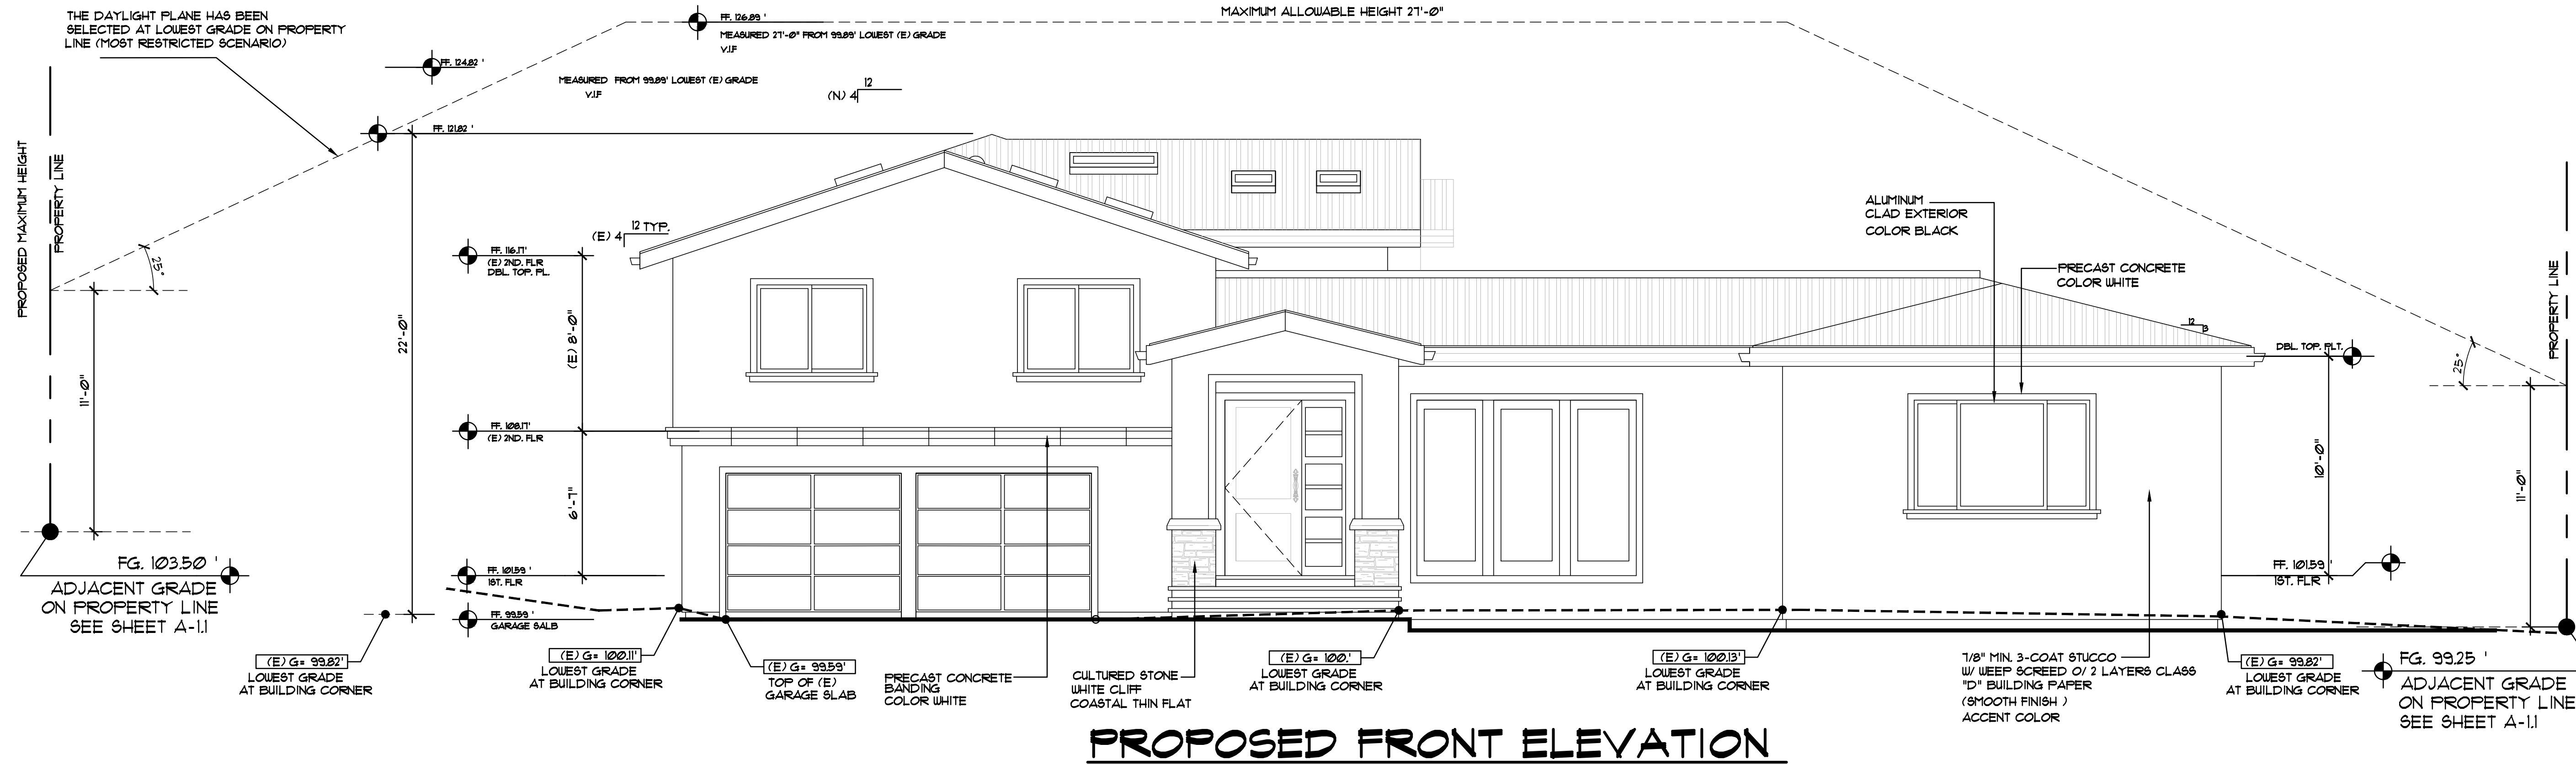 THE DAYLIGHT PLANE HAS BEEN
SELECTED AT LOWEST GRADE ON PROPERTY
LINE (MOST RESTRICTED SCENARIO)
FF. 126.89 '
MEASURED 27'-0" FROM 99.89' LOWEST (E) GRADE
V.I.F
MAXIMUM ALLOWABLE HEIGHT 27'-0"
FF. 124.82 '
MEASURED FROM 99.89' LOWEST (E) GRADE
V.I.F
12
(N) 4
FF. 121.82 '
PROPOSED MAXIMUM HEIGHT
PROPERTY LINE
25°
11'-0"
22'-0"
12 TYP.
(E) 4
FF. 116.17'
(E) 2ND. FLR
DBL. TOP. PL.
(E) 8'-0"
FF. 108.17'
(E) 2ND. FLR
6'-7"
FF. 101.59 '
1ST. FLR
FF. 99.59'
GARAGE SALB
ALUMINUM
CLAD EXTERIOR
COLOR BLACK
PRECAST CONCRETE
COLOR WHITE
12
3
DBL. TOP. PLT.
PROPERTY LINE
25°
10'-0"
11'-0"
FF. 101.59 '
1ST. FLR
FG. 103.50 '
ADJACENT GRADE
ON PROPERTY LINE
SEE SHEET A-1.1
(E) G= 99.82'
LOWEST GRADE
AT BUILDING CORNER
(E) G= 100.11'
LOWEST GRADE
AT BUILDING CORNER
(E) G= 99.59'
TOP OF (E)
GARAGE SLAB
PRECAST CONCRETE
BANDING
COLOR WHITE
CULTURED STONE
WHITE CLIFF
COASTAL THIN FLAT
(E) G= 100.'
LOWEST GRADE
AT BUILDING CORNER
(E) G= 100.13'
LOWEST GRADE
AT BUILDING CORNER
7/8" MIN. 3-COAT STUCCO
W/ WEEP SCREED O/ 2 LAYERS CLASS
"D" BUILDING PAPER
(SMOOTH FINISH )
ACCENT COLOR
(E) G= 99.82'
LOWEST GRADE
AT BUILDING CORNER
FG. 99.25 '
ADJACENT GRADE
ON PROPERTY LINE
SEE SHEET A-1.1
PROPOSED FRONT ELEVATION